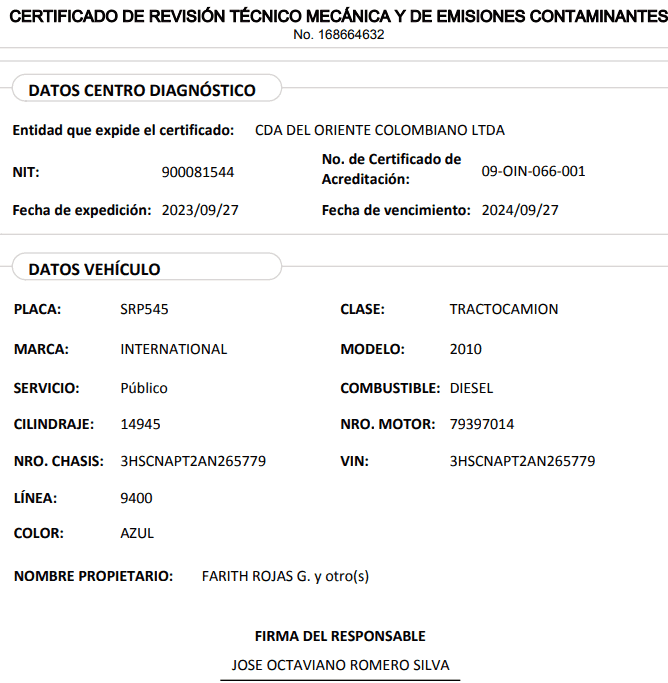 CERTIFICADO DE REVISIÓN TÉCNICO MECÁNICA Y DE EMISIONES CONTAMINANTES
No. 168664632
DATOS CENTRO DIAGNÓSTICO
Entidad que expide el certificado: CDA DEL ORIENTE COLOMBIANO LTDA
NIT: 900081544 No. de Certificado de Acreditación: 09-OIN-066-001
Fecha de expedición: 2023/09/27 Fecha de vencimiento: 2024/09/27
DATOS VEHÍCULO
PLACA: SRP545 CLASE: TRACTOCAMION
MARCA: INTERNATIONAL MODELO: 2010
SERVICIO: Público COMBUSTIBLE: DIESEL
CILINDRAJE: 14945 NRO. MOTOR: 79397014
NRO. CHASIS: 3HSCNAPT2AN265779 VIN: 3HSCNAPT2AN265779
LÍNEA: 9400
COLOR: AZUL
NOMBRE PROPIETARIO: FARITH ROJAS G. y otro(s)
FIRMA DEL RESPONSABLE
JOSE OCTAVIANO ROMERO SILVA